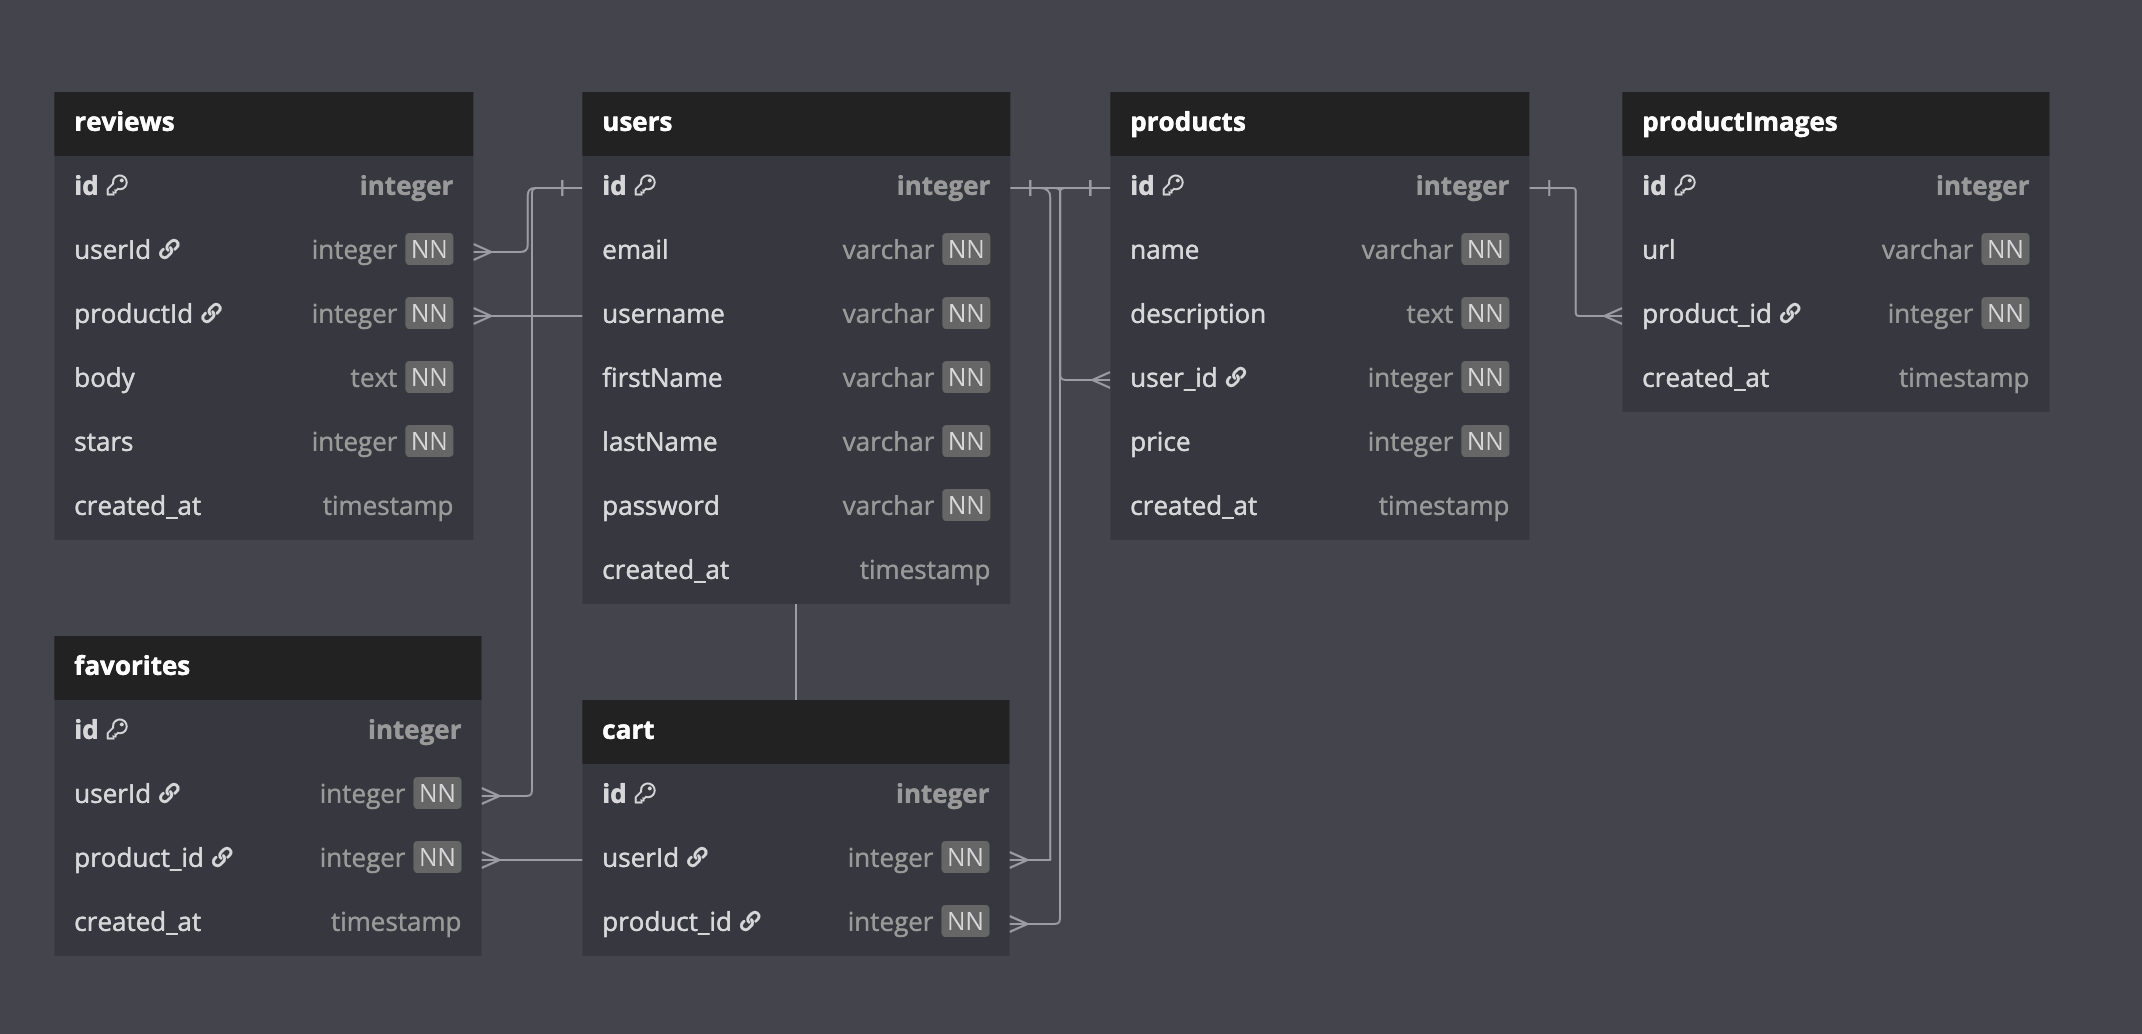 reviews
id integer
userId integer NN
productId integer NN
body text NN
stars integer NN
created_at timestamp
users
id integer
email varchar NN
username varchar NN
firstName varchar NN
lastName varchar NN
password varchar NN
created_at timestamp
products
id integer
name varchar NN
description text NN
user_id integer NN
price integer NN
created_at timestamp
productImages
id integer
url varchar NN
product_id integer NN
created_at timestamp
favorites
id integer
userId integer NN
product_id integer NN
created_at timestamp
cart
id integer
userId integer NN
product_id integer NN